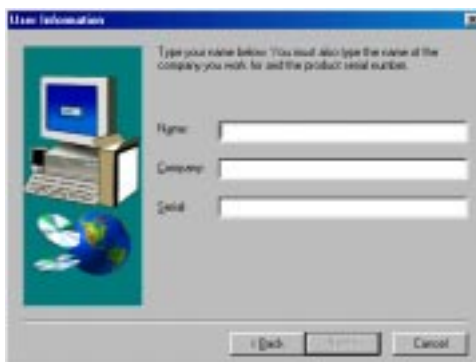 User Information
Type your name below. You must also type the name of the
company you work for and the product serial number.
Name:
Company:
Serial:
< Back
Cancel